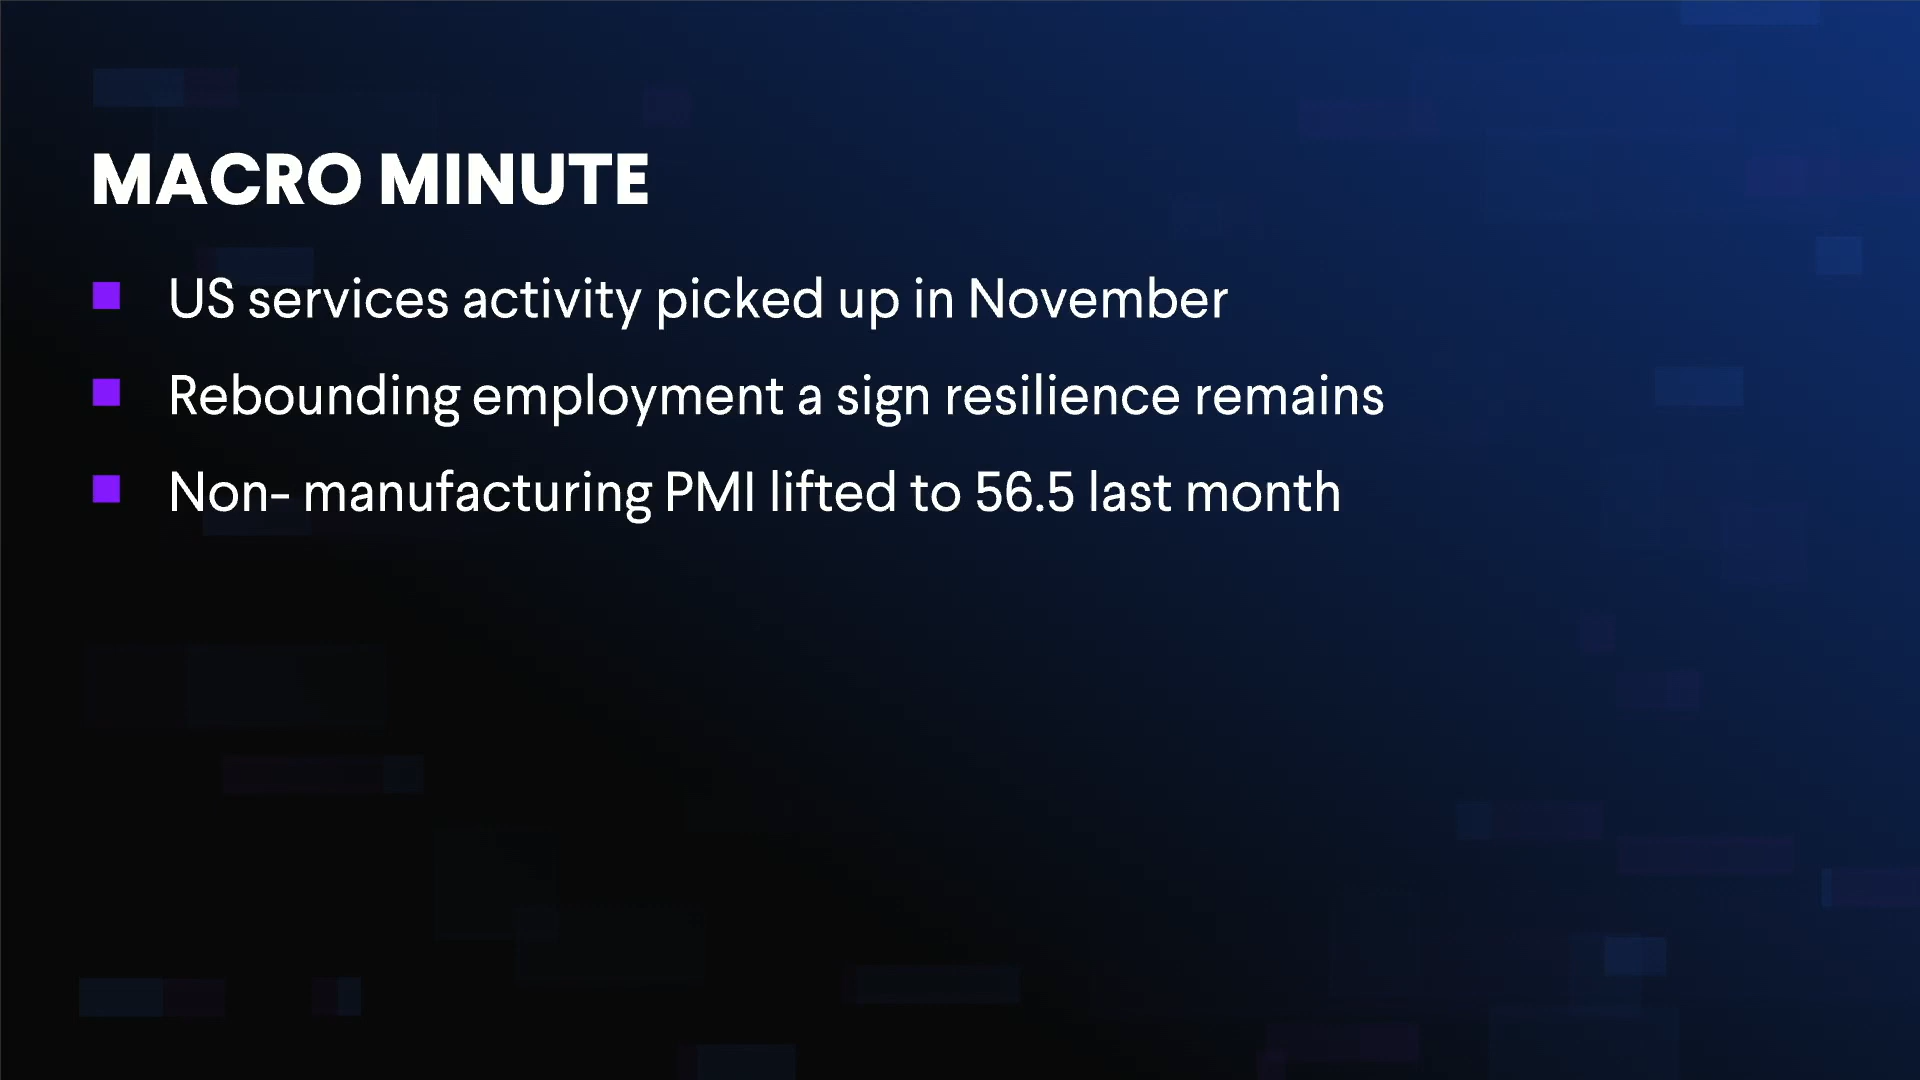 MACRO MINUTE
US services activity picked up in November
Rebounding employment a sign resilience remains
Non- manufacturing PMI lifted to 56.5 last month